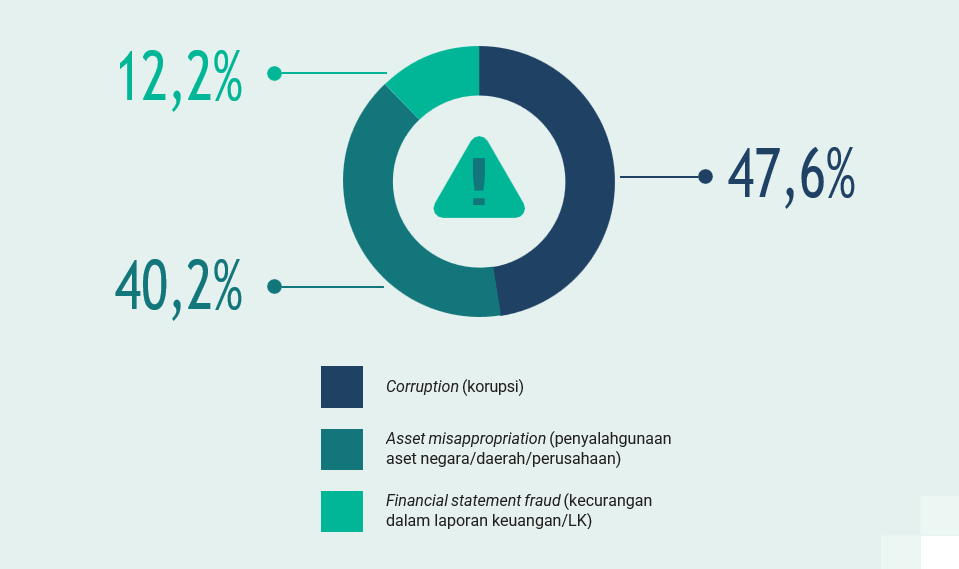 12,2%
47,6%
40,2%
Corruption (korupsi)
Asset misappropriation (penyalahgunaan
aset negara/daerah/perusahaan)
Financial statement fraud (kecurangan
dalam laporan keuangan/LK)